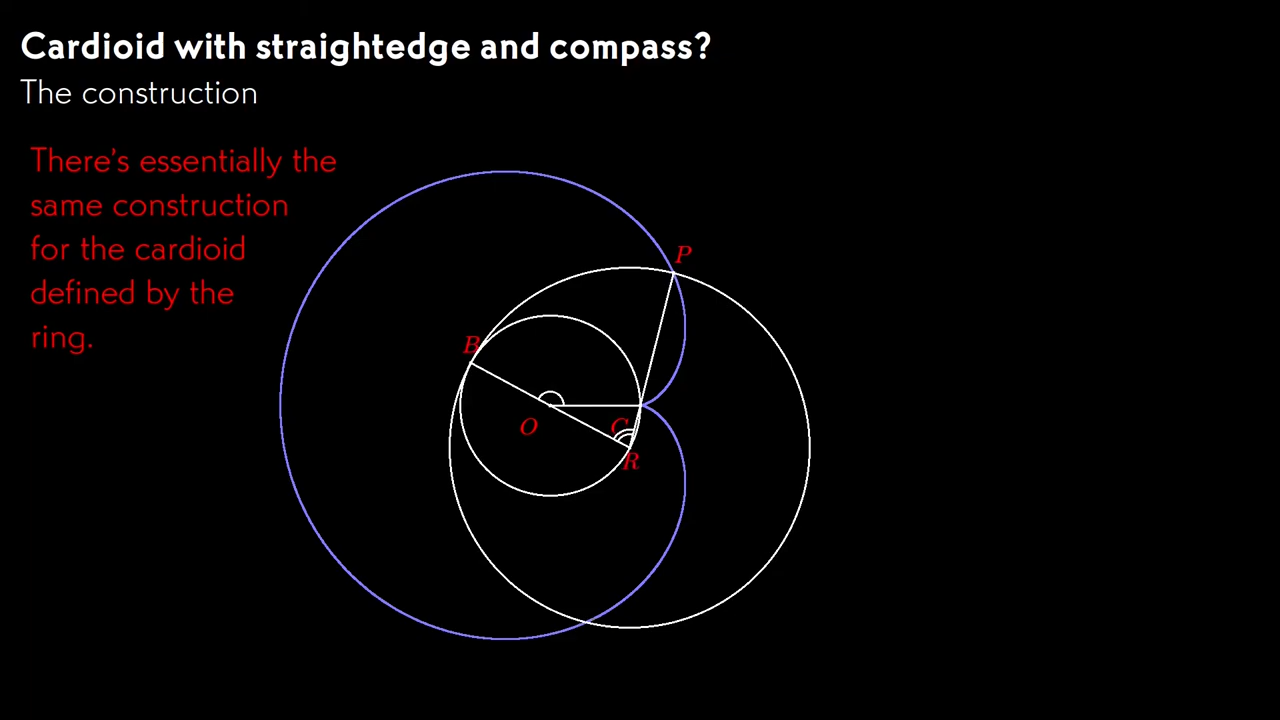 Cardioid with straightedge and compass?
The construction
There's essentially the
same construction
for the cardioid
defined by the
ring.
P
B
O
C
R